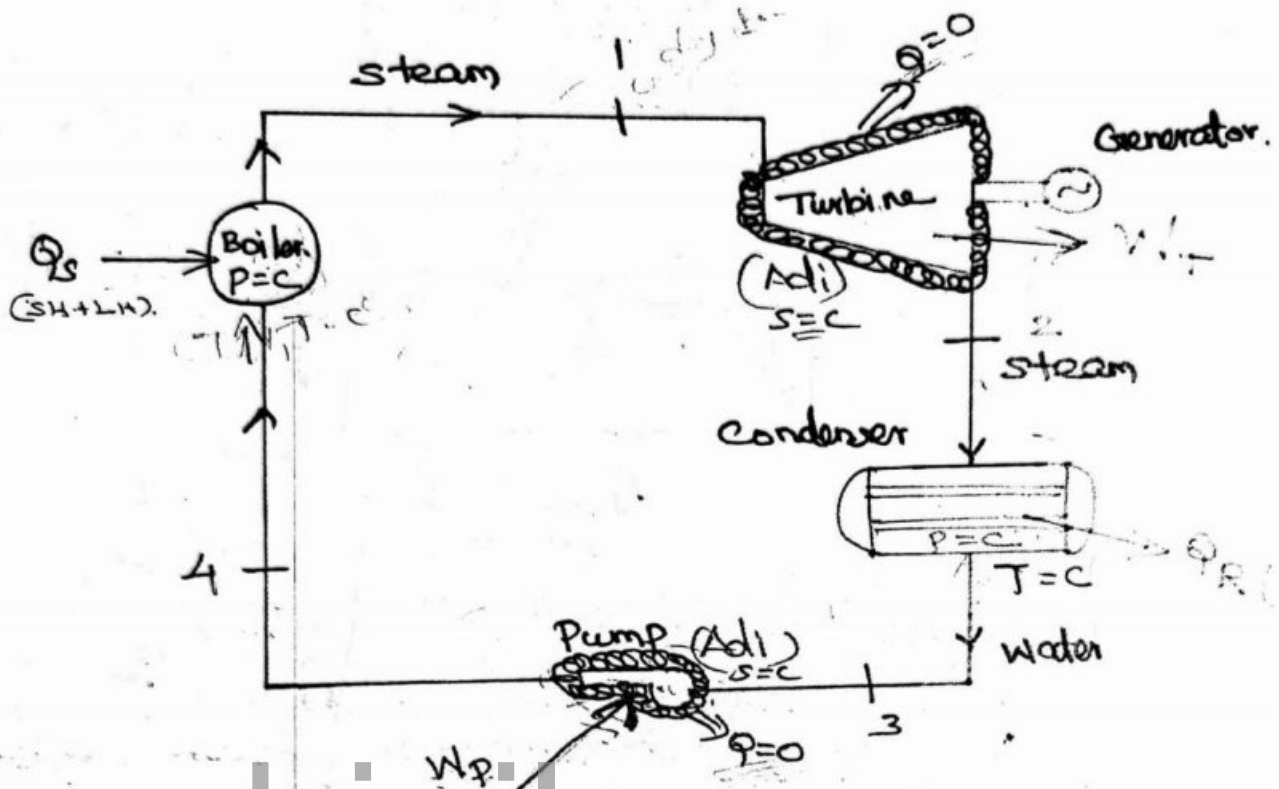 steam
1
Q=0
Generator.
~
Turbine
Boiler.
P=C
Qs
(SH+LH).
(Adi)
S=C
2
steam
Condenser
P=C
T=C
QR
4
Pump (Adi)
S=C
Water
3
Q=0
Wp